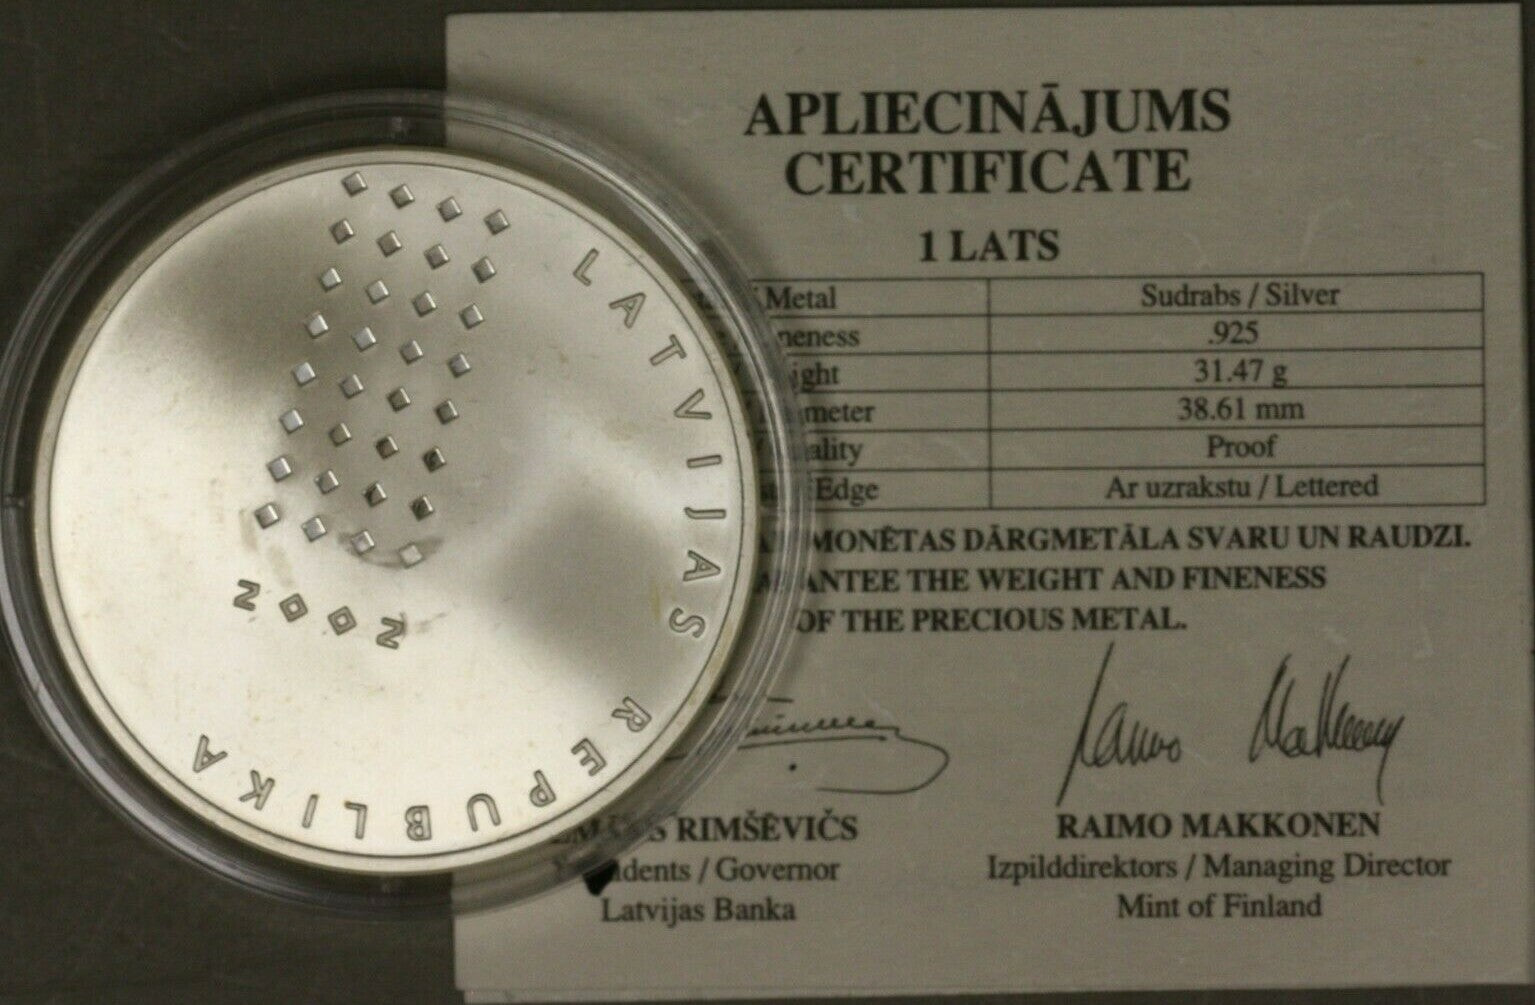 LATVIJAS REPUBLIKA
2002
APLIECINĀJUMS
CERTIFICATE
1 LATS
Metal Sudrabs / Silver
.925
31.47 g
38.61 mm
Proof
Edge Ar uzrakstu / Lettered
MONĒTAS DĀRGMETĀLA SVARU UN RAUDZI.
THE WEIGHT AND FINENESS
OF THE PRECIOUS METAL.
RIMŠĒVIČS
/ Governor
Latvijas Banka
RAIMO MAKKONEN
Izpilddirektors / Managing Director
Mint of Finland